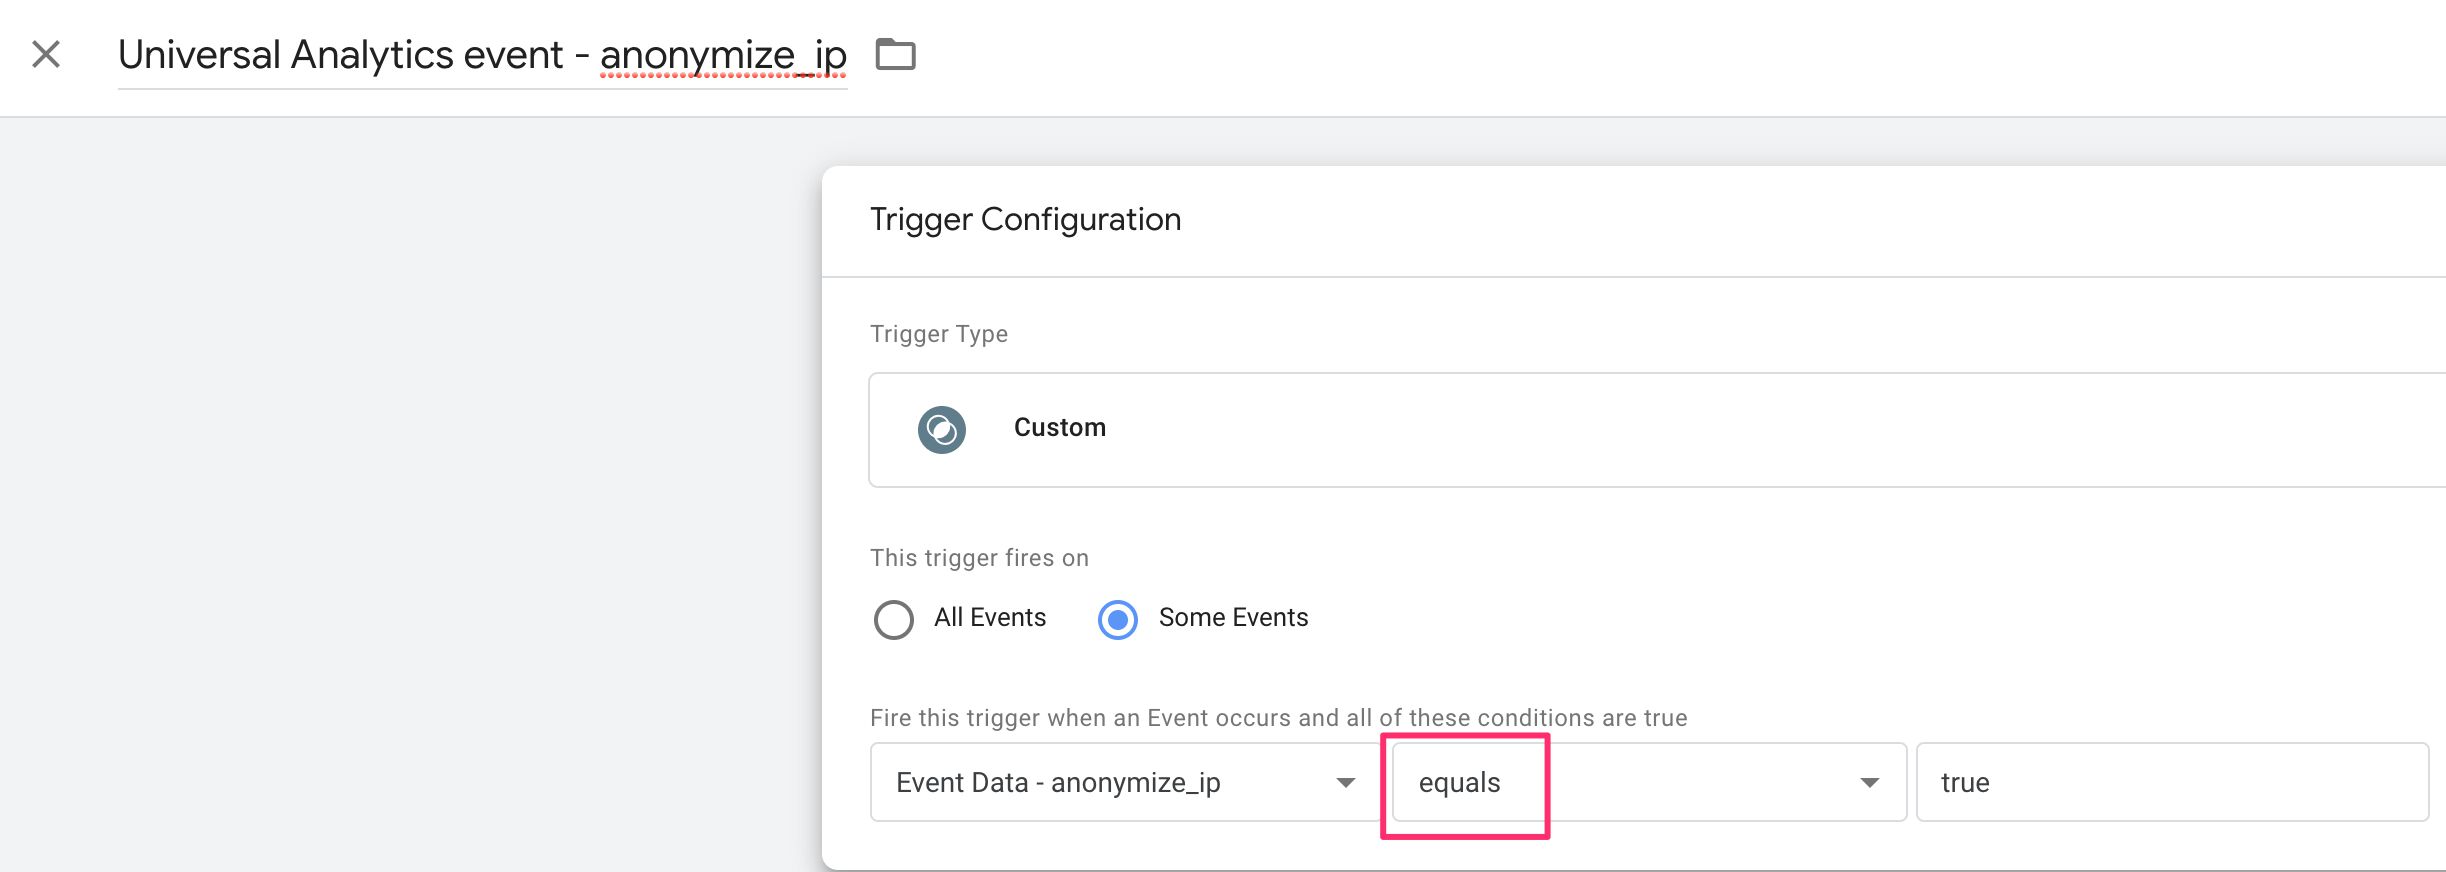 Universal Analytics event - anonymize_ip
Trigger Configuration
Trigger Type
Custom
This trigger fires on
All Events Some Events
Fire this trigger when an Event occurs and all of these conditions are true
Event Data - anonymize_ip equals true